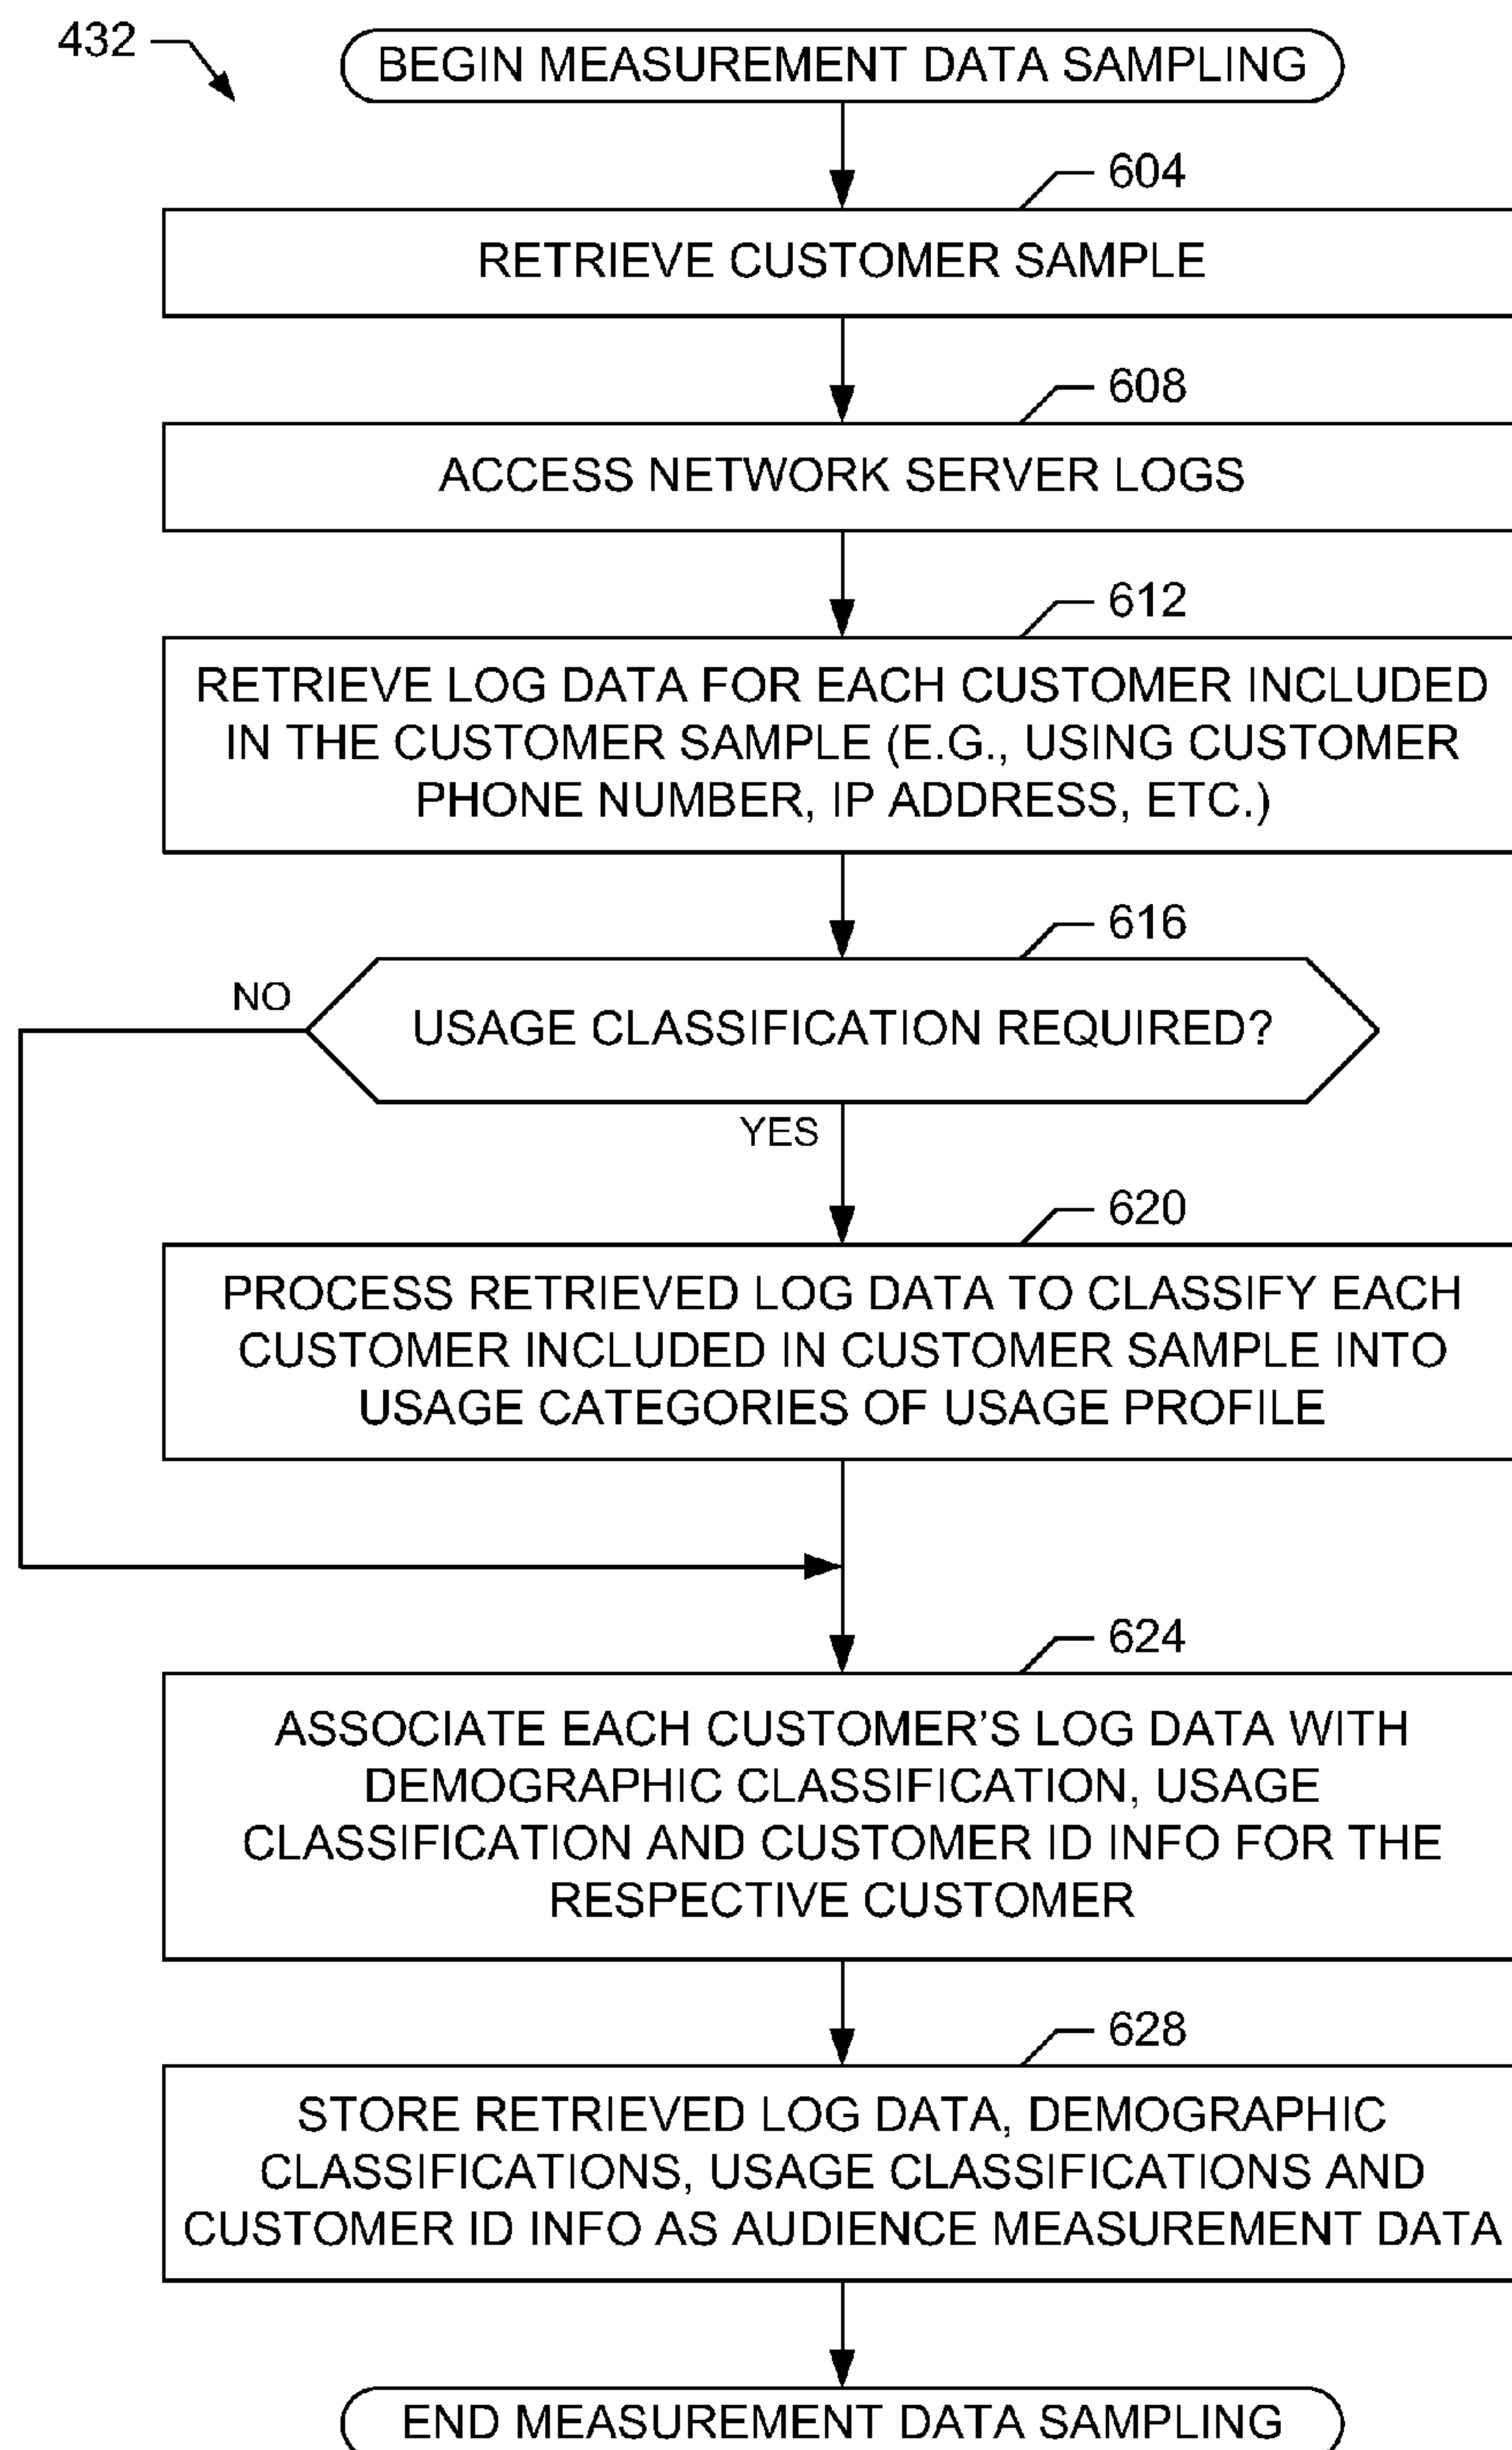 432
BEGIN MEASUREMENT DATA SAMPLING
604
RETRIEVE CUSTOMER SAMPLE
608
ACCESS NETWORK SERVER LOGS
612
RETRIEVE LOG DATA FOR EACH CUSTOMER INCLUDED
IN THE CUSTOMER SAMPLE (E.G., USING CUSTOMER
PHONE NUMBER, IP ADDRESS, ETC.)
616
NO
USAGE CLASSIFICATION REQUIRED?
YES
620
PROCESS RETRIEVED LOG DATA TO CLASSIFY EACH
CUSTOMER INCLUDED IN CUSTOMER SAMPLE INTO
USAGE CATEGORIES OF USAGE PROFILE
624
ASSOCIATE EACH CUSTOMER'S LOG DATA WITH
DEMOGRAPHIC CLASSIFICATION, USAGE
CLASSIFICATION AND CUSTOMER ID INFO FOR THE
RESPECTIVE CUSTOMER
628
STORE RETRIEVED LOG DATA, DEMOGRAPHIC
CLASSIFICATIONS, USAGE CLASSIFICATIONS AND
CUSTOMER ID INFO AS AUDIENCE MEASUREMENT DATA
END MEASUREMENT DATA SAMPLING